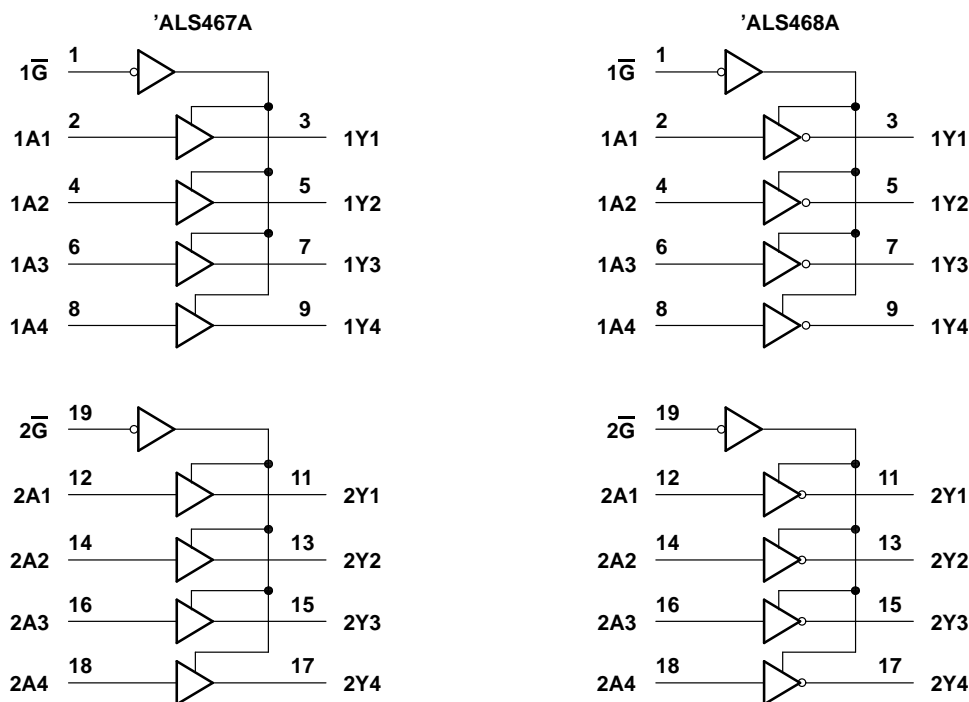 ’ALS467A
1G̅
1
1A1
2
3
1Y1
1A2
4
5
1Y2
1A3
6
7
1Y3
1A4
8
9
1Y4
2G̅
19
2A1
12
11
2Y1
2A2
14
13
2Y2
2A3
16
15
2Y3
2A4
18
17
2Y4
’ALS468A
1G̅
1
1A1
2
3
1Y1
1A2
4
5
1Y2
1A3
6
7
1Y3
1A4
8
9
1Y4
2G̅
19
2A1
12
11
2Y1
2A2
14
13
2Y2
2A3
16
15
2Y3
2A4
18
17
2Y4